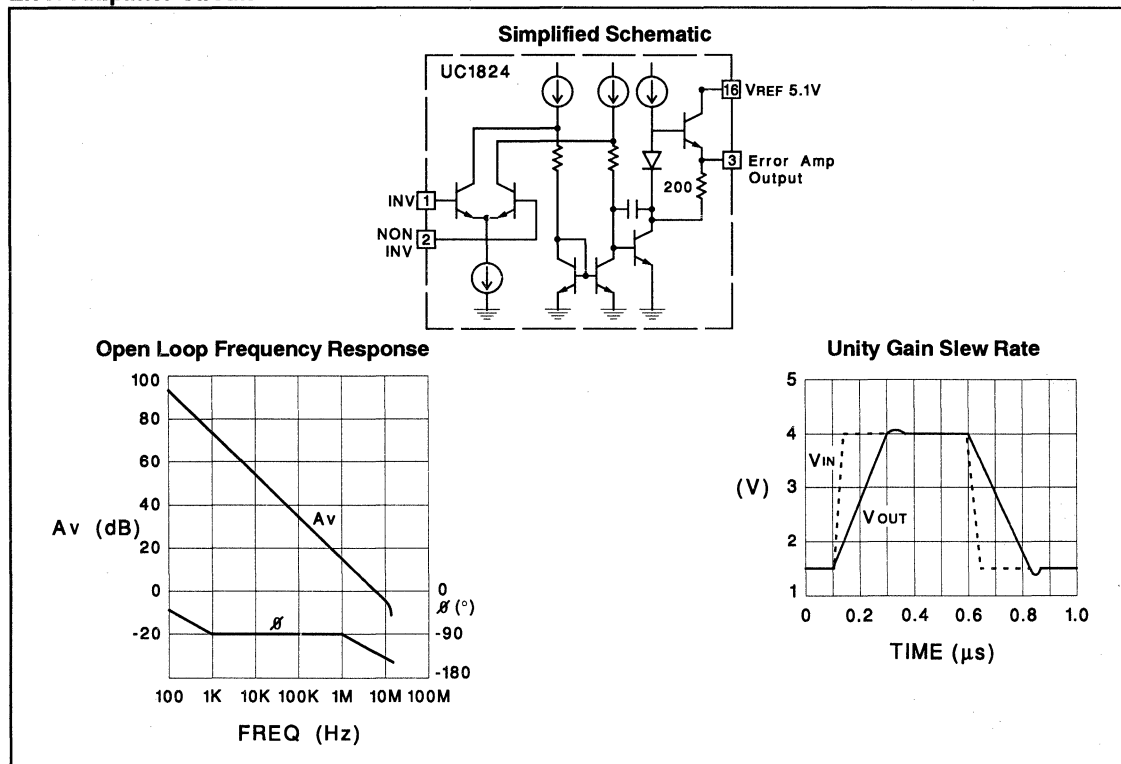 Simplified Schematic
UC1824
16 VREF 5.1V
3 Error Amp
Output
200
INV 1
NON
INV 2
Open Loop Frequency Response
100
80
60
40
20
0
-20
Av (dB)
Av
ø
0
ø (°)
-90
-180
100 1K 10K 100K 1M 10M 100M
FREQ (Hz)
Unity Gain Slew Rate
5
4
3
2
1
(V)
VIN
VOUT
0 0.2 0.4 0.6 0.8 1.0
TIME (µs)